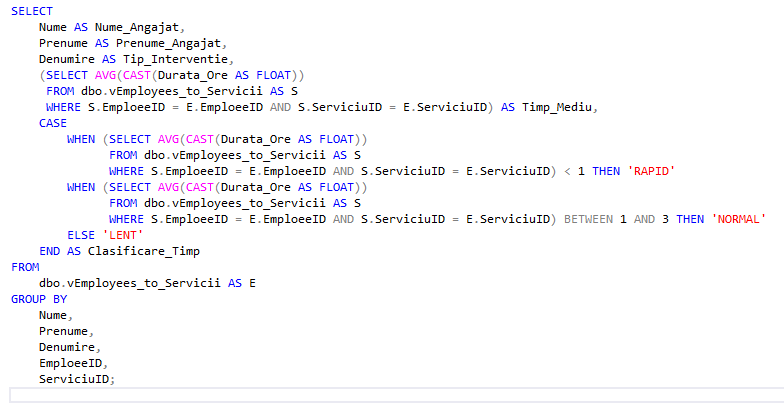 SELECT
Nume AS Nume_Angajat,
Prenume AS Prenume_Angajat,
Denumire AS Tip_Interventie,
(SELECT AVG(CAST(Durata_Ore AS FLOAT))
FROM dbo.vEmployees_to_Servicii AS S
WHERE S.EmploeeID = E.EmploeeID AND S.ServiciuID = E.ServiciuID) AS Timp_Mediu,
CASE
WHEN (SELECT AVG(CAST(Durata_Ore AS FLOAT))
FROM dbo.vEmployees_to_Servicii AS S
WHERE S.EmploeeID = E.EmploeeID AND S.ServiciuID = E.ServiciuID) < 1 THEN 'RAPID'
WHEN (SELECT AVG(CAST(Durata_Ore AS FLOAT))
FROM dbo.vEmployees_to_Servicii AS S
WHERE S.EmploeeID = E.EmploeeID AND S.ServiciuID = E.ServiciuID) BETWEEN 1 AND 3 THEN 'NORMAL'
ELSE 'LENT'
END AS Clasificare_Timp
FROM
dbo.vEmployees_to_Servicii AS E
GROUP BY
Nume,
Prenume,
Denumire,
EmploeeID,
ServiciuID;